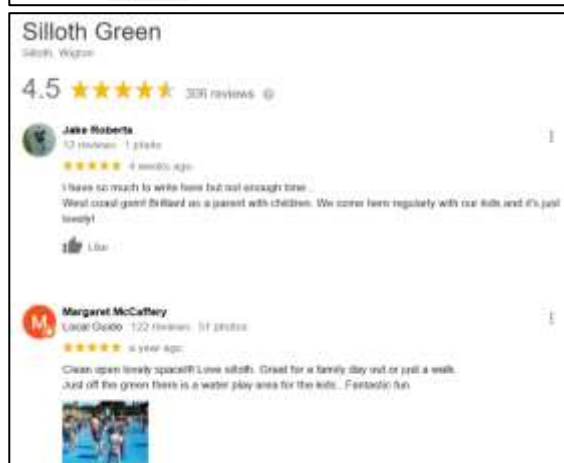 Silloth Green
Silloth, Wigton
4.5 306 reviews
Jake Roberts
12 reviews 1 photo
4 weeks ago
I have so much to write here but not enough time...
West coast gem! Brilliant as a parent with children. We come here regularly with our kids and it's just
lovely!
Like
Margaret McCaffery
Local Guide 122 reviews 51 photos
a year ago
Clean open lovely space!!! Love silloth. Great for a family day out or just a walk.
Just off the green there is a water play area for the kids.. Fantastic fun